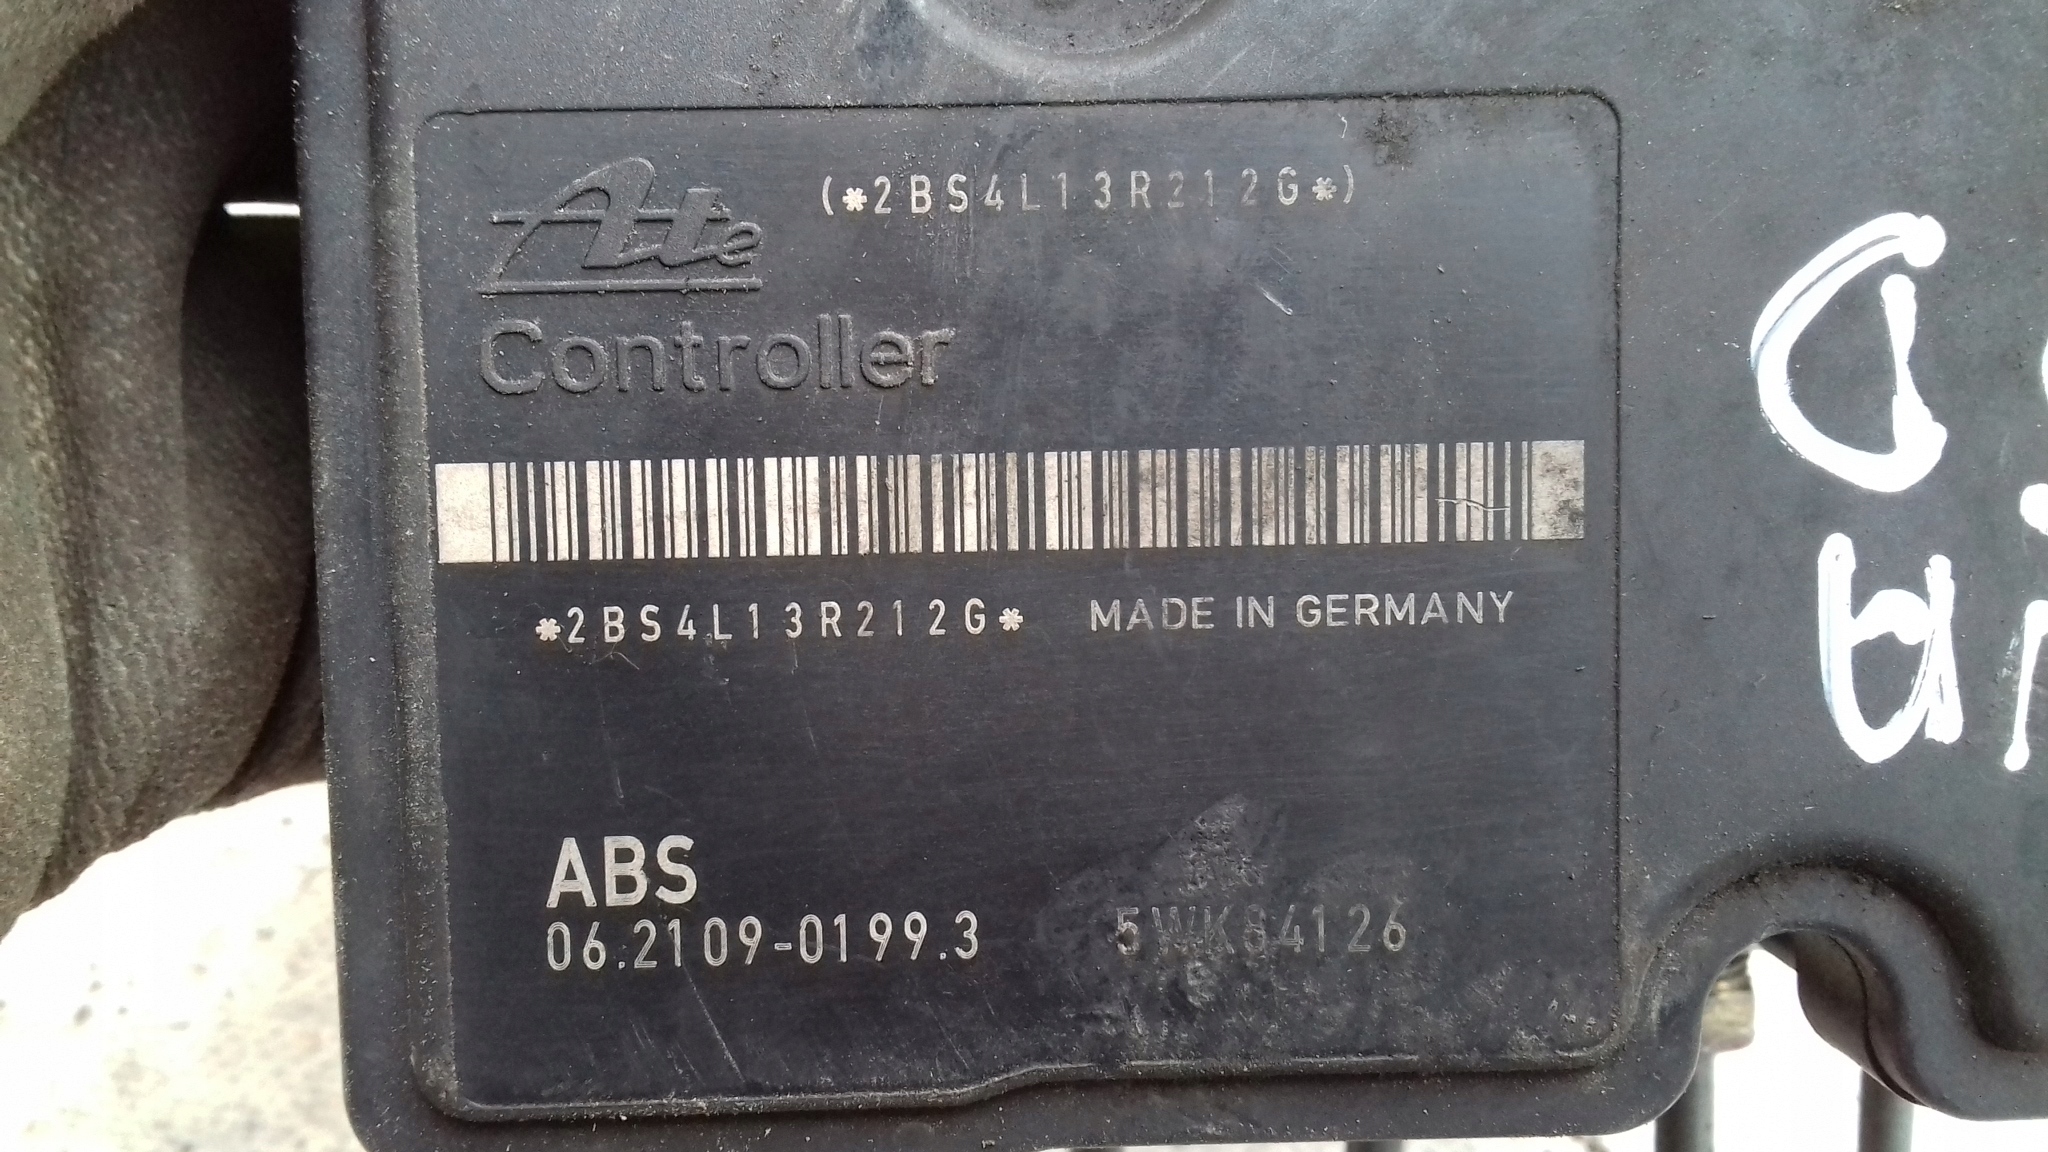 Ate (*2BS4L13R212G*)
Controller
*2BS4L13R212G* MADE IN GERMANY
ABS
06.2109-0199.3 5WK84126